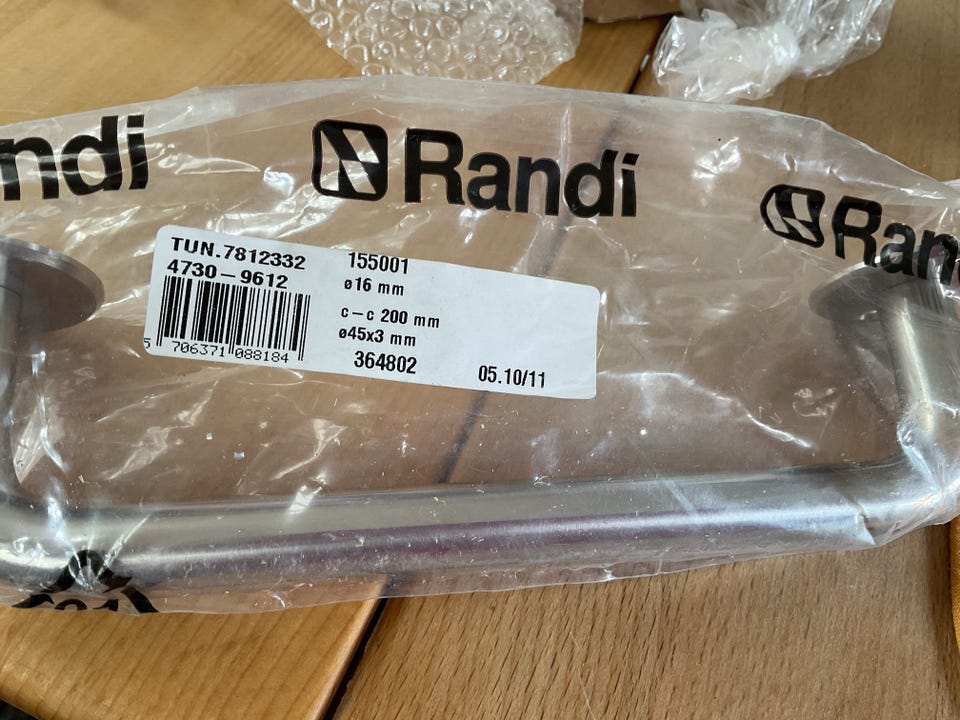 ndi
Randi
Ran
TUN.7812332
4730-9612
5 706371 088184
155001
ø16 mm
c-c 200 mm
ø45x3 mm
364802
05.10/11